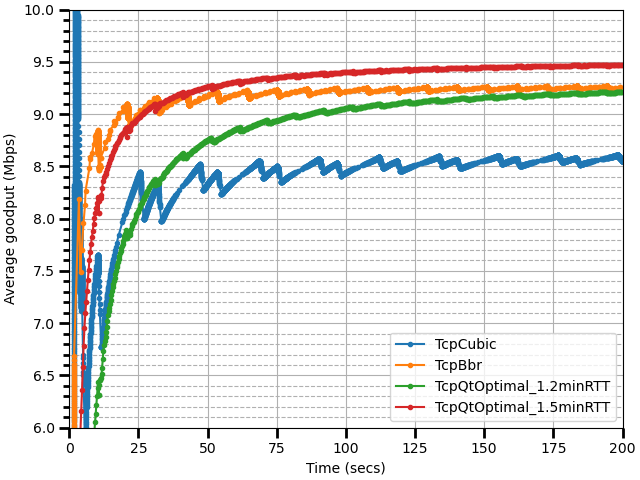 Average goodput (Mbps)
10.0
9.5
9.0
8.5
8.0
7.5
7.0
6.5
6.0
TcpCubic
TcpBbr
TcpQtOptimal_1.2minRTT
TcpQtOptimal_1.5minRTT
0 25 50 75 100 125 150 175 200
Time (secs)